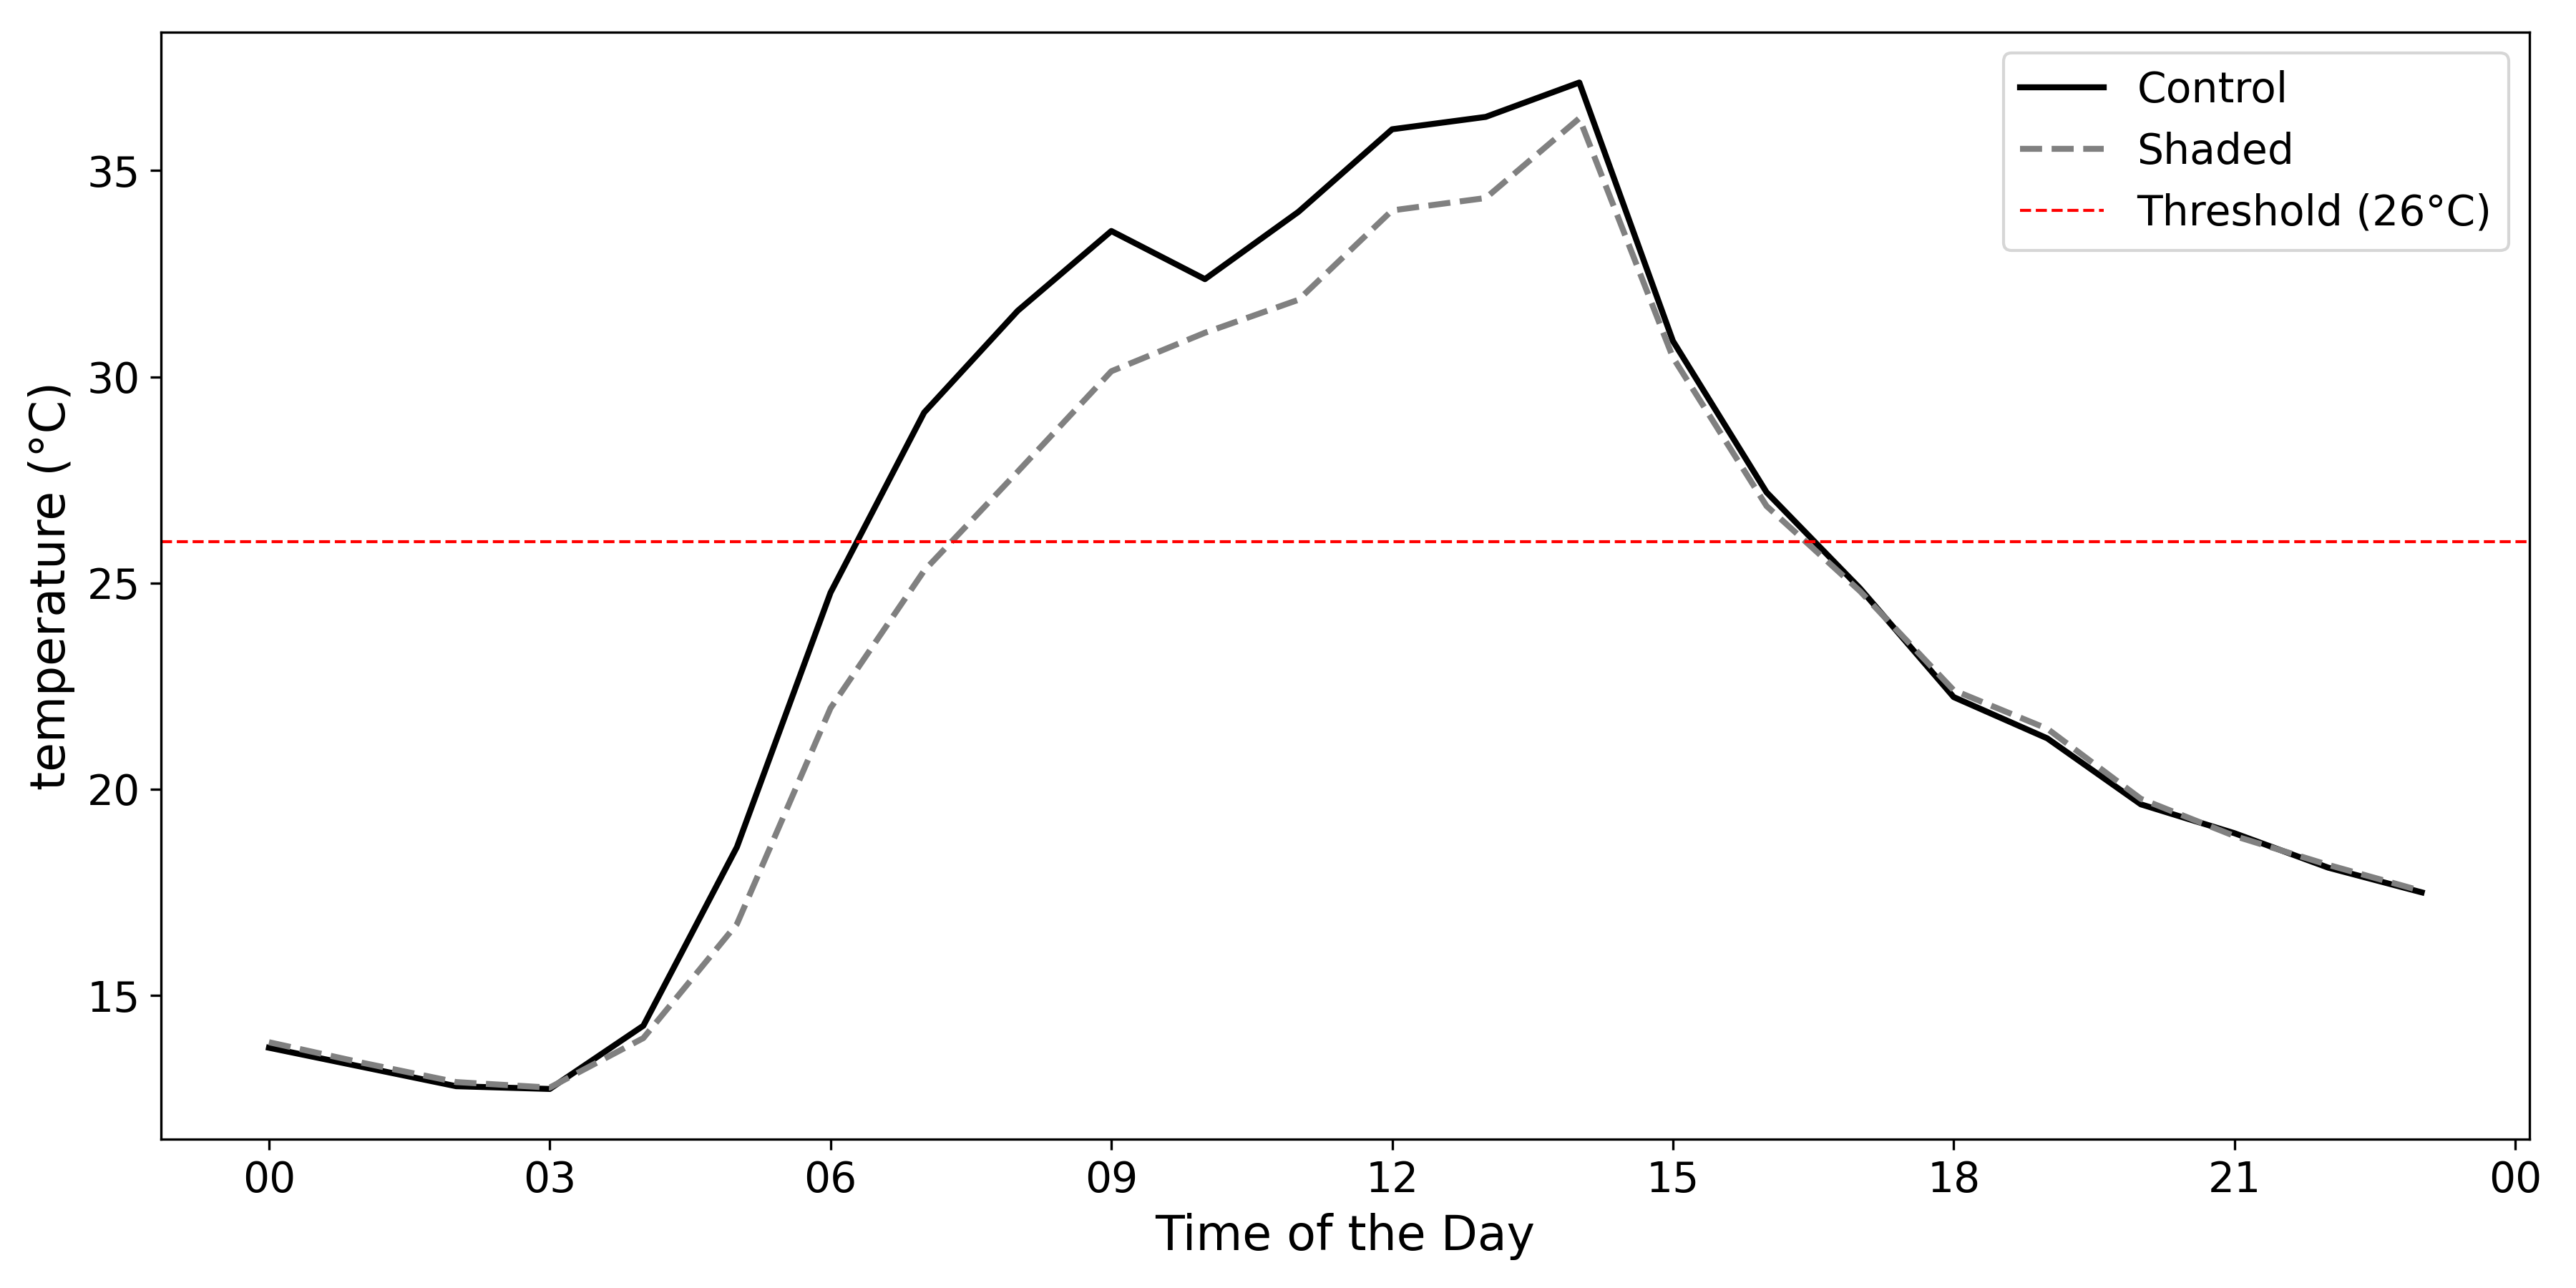 Control
Shaded
Threshold (26°C)
temperature (°C)
35
30
25
20
15
00 03 06 09 12 15 18 21 00
Time of the Day